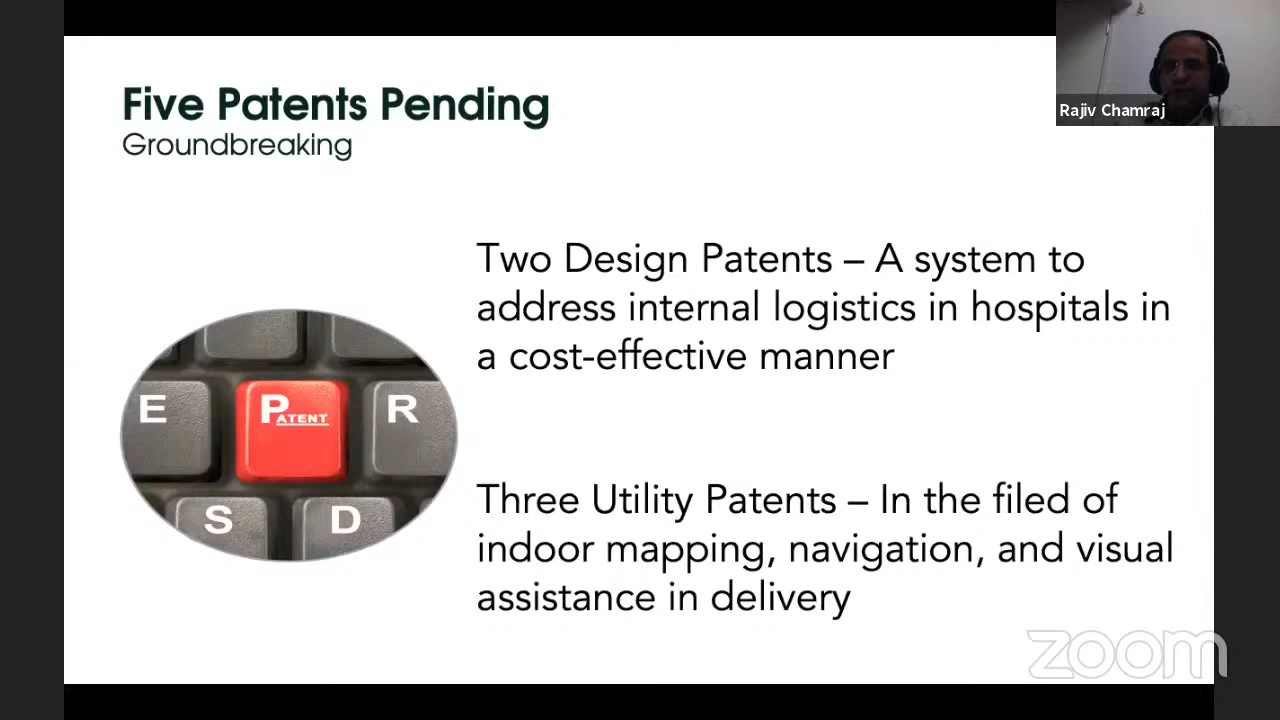 Five Patents Pending
Groundbreaking
Rajiv Chamraj
Two Design Patents – A system to
address internal logistics in hospitals in
a cost-effective manner
E
PATENT
R
S
D
Three Utility Patents – In the filed of
indoor mapping, navigation, and visual
assistance in delivery
zoom